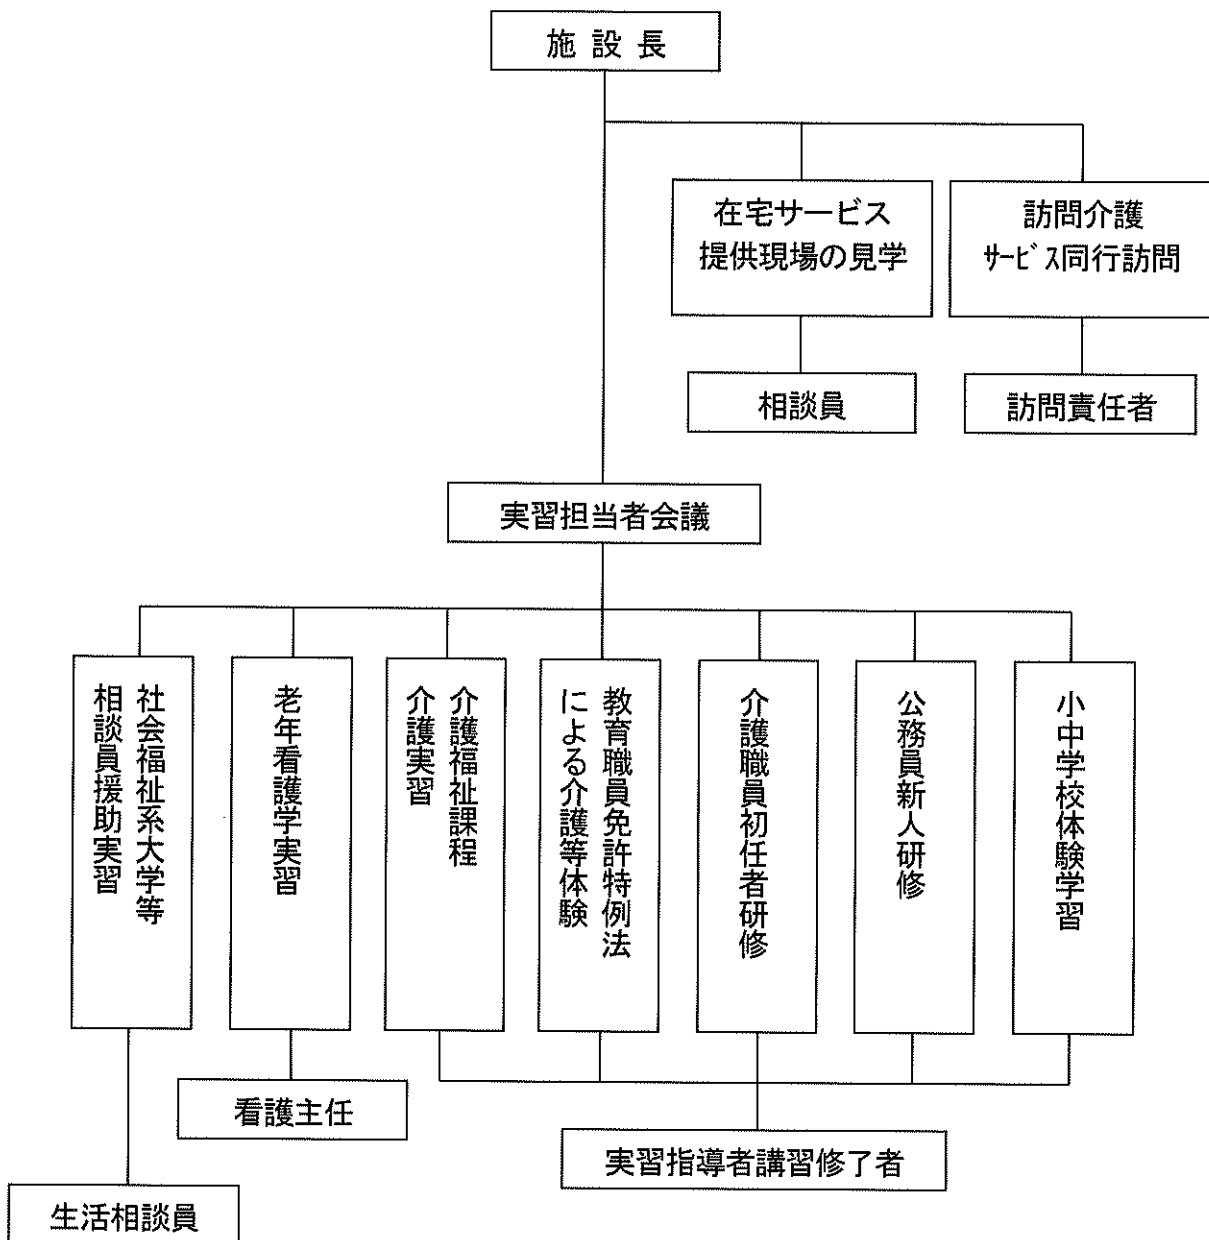 施 設 長
在宅サービス
提供現場の見学
訪問介護
ｻｰﾋﾞｽ同行訪問
相談員
訪問責任者
実習担当者会議
社会福祉系大学等
相談員援助実習
老年看護学実習
介護福祉課程
介護実習
教育職員免許特例法
による介護等体験
介護職員初任者研修
公務員新人研修
小中学校体験学習
看護主任
実習指導者講習修了者
生活相談員